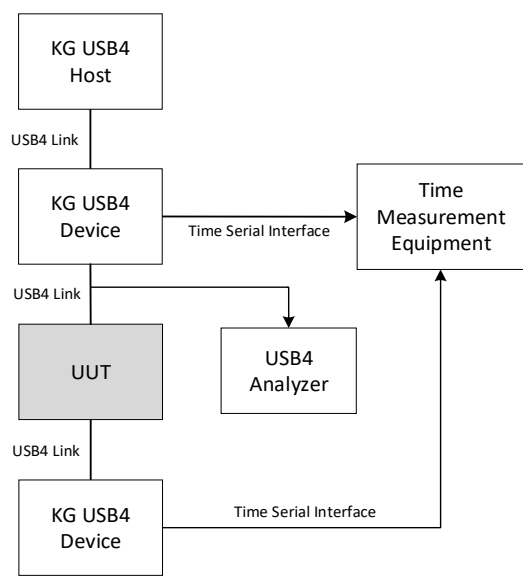 KG USB4
Host
USB4 Link
KG USB4
Device
Time Serial Interface
Time
Measurement
Equipment
USB4 Link
UUT
USB4
Analyzer
USB4 Link
KG USB4
Device
Time Serial Interface